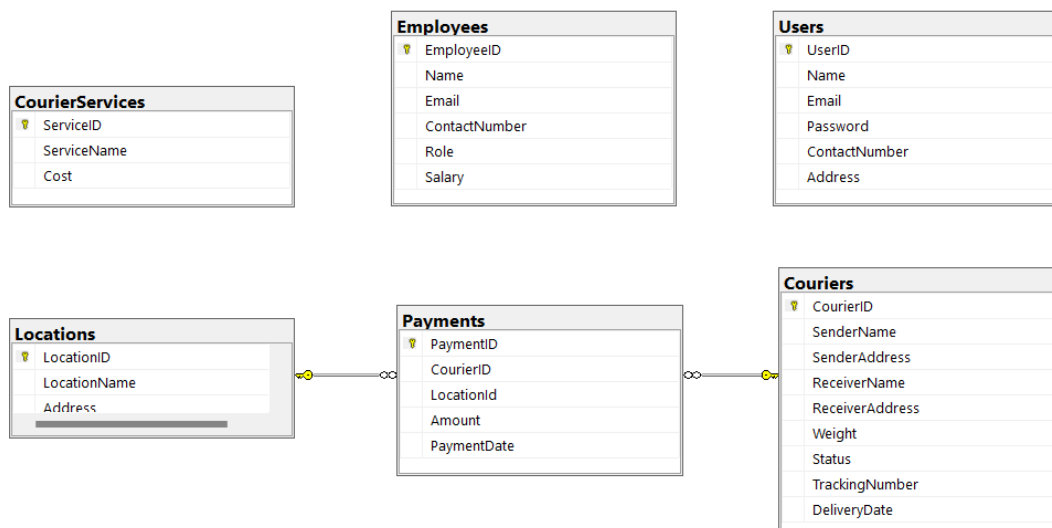 CourierServices
ServiceID
ServiceName
Cost
Employees
EmployeeID
Name
Email
ContactNumber
Role
Salary
Users
UserID
Name
Email
Password
ContactNumber
Address
Locations
LocationID
LocationName
Address
Payments
PaymentID
CourierID
LocationId
Amount
PaymentDate
Couriers
CourierID
SenderName
SenderAddress
ReceiverName
ReceiverAddress
Weight
Status
TrackingNumber
DeliveryDate